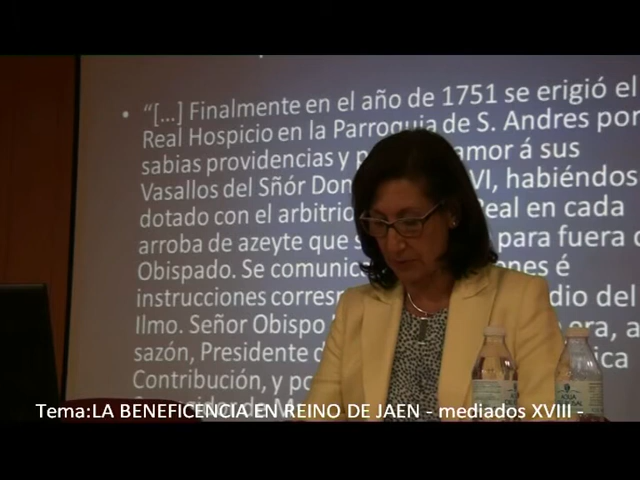 • “[...] Finalmente en el año de 1751 se erigió el
Real Hospicio en la Parroquia de S. Andres por
sabias providencias y amor á sus
Vasallos del Sñór Don VI, habiéndos
dotado con el arbitrio Real en cada
arroba de azeyte que s para fuera
Obispado. Se comunic nes é
instrucciones corresp dio del
Ilmo. Señor Obispo era, a
sazón, Presidente d ica
Contribución, y po
Tema:LA BENEFICENCIA EN REINO DE JAEN - mediados XVIII -